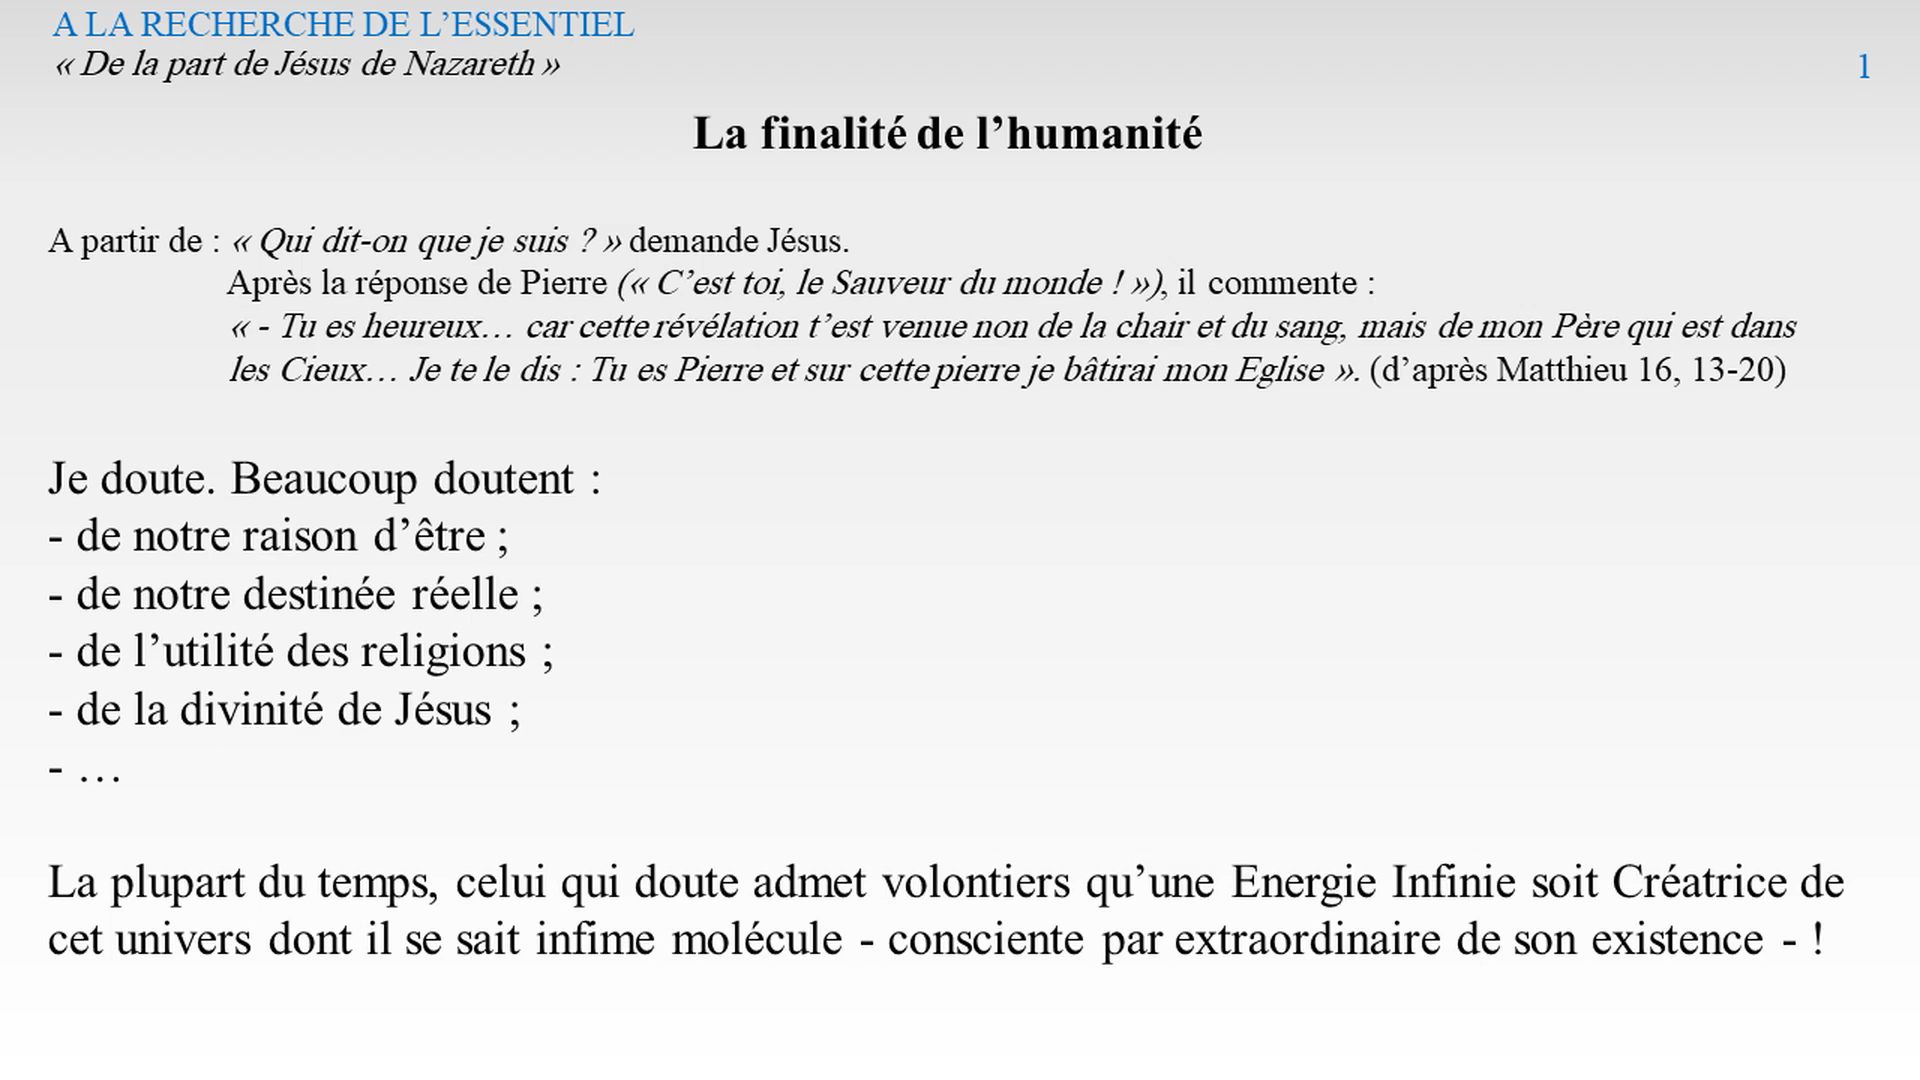 A LA RECHERCHE DE L’ESSENTIEL
« De la part de Jésus de Nazareth »
1
La finalité de l’humanité
A partir de : « Qui dit-on que je suis ? » demande Jésus.
Après la réponse de Pierre (« C’est toi, le Sauveur du monde ! »), il commente :
« - Tu es heureux… car cette révélation t’est venue non de la chair et du sang, mais de mon Père qui est dans
les Cieux… Je te le dis : Tu es Pierre et sur cette pierre je bâtirai mon Eglise ». (d’après Matthieu 16, 13-20)
Je doute. Beaucoup doutent :
- de notre raison d’être ;
- de notre destinée réelle ;
- de l’utilité des religions ;
- de la divinité de Jésus ;
- …
La plupart du temps, celui qui doute admet volontiers qu’une Energie Infinie soit Créatrice de
cet univers dont il se sait infime molécule - consciente par extraordinaire de son existence - !